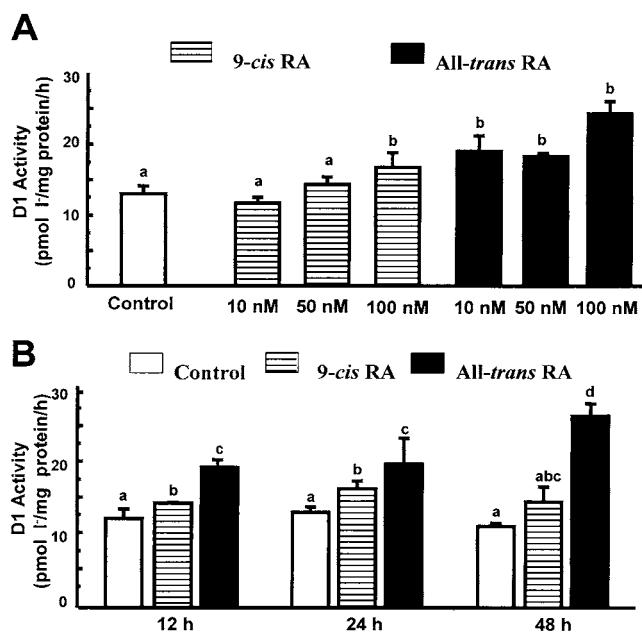 A
9-cis RA
All-trans RA
D1 Activity
(pmol I⁻/mg protein/h)
30
20
10
0
a
a
a
b
b
b
b
Control
10 nM
50 nM
100 nM
10 nM
50 nM
100 nM
B
Control
9-cis RA
All-trans RA
D1 Activity
(pmol I⁻/mg protein/h)
30
20
10
0
a
b
c
a
b
c
a
abc
d
12 h
24 h
48 h